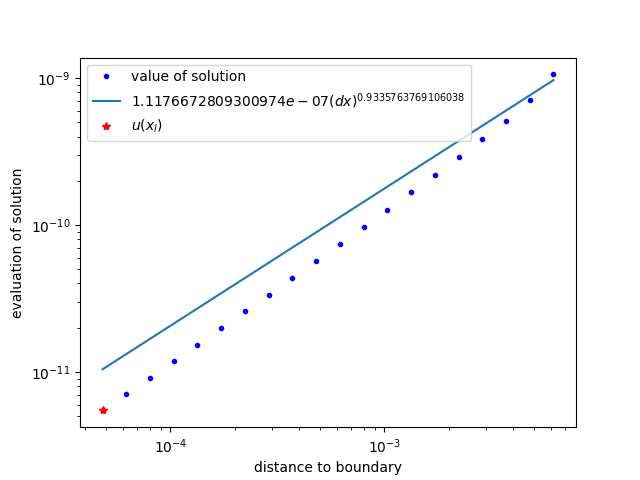 value of solution
1.1176672809300974e − 07(dx)^0.9335763769106038
u(x_l)
10^−9
10^−10
10^−11
evaluation of solution
10^−4
10^−3
distance to boundary